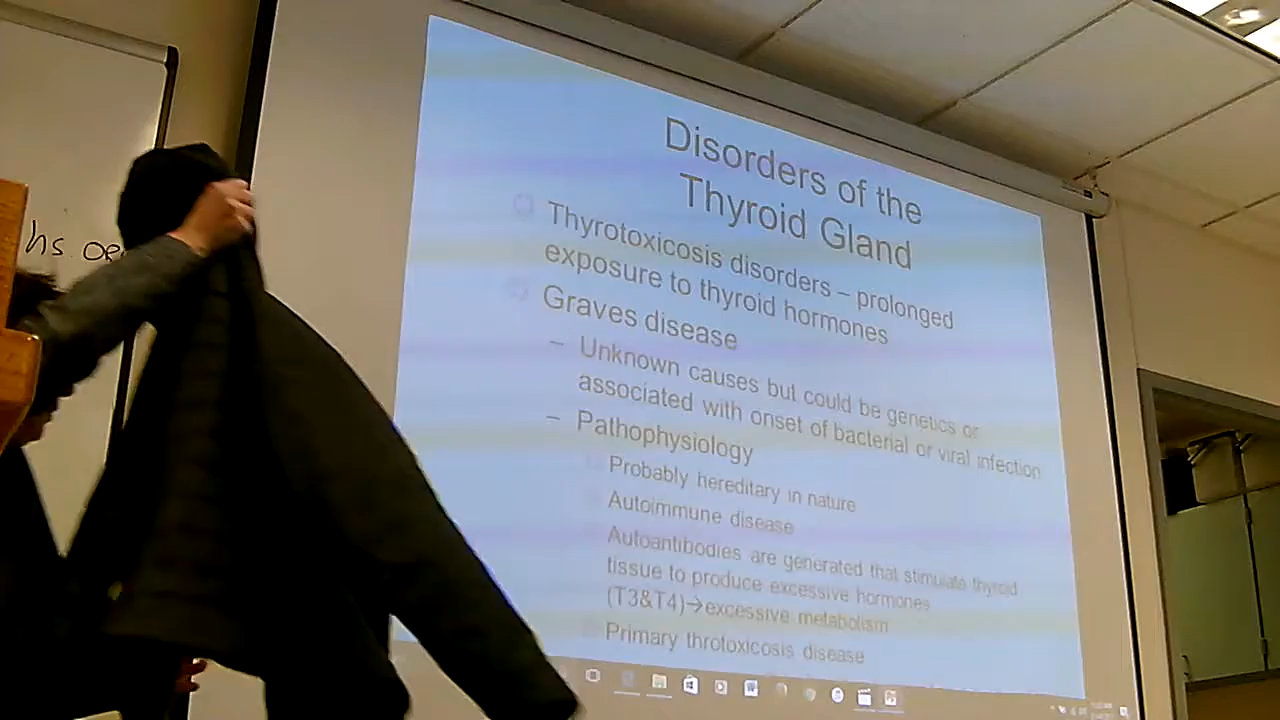 hs. or
Disorders of the
Thyroid Gland
Thyrotoxicosis disorders – prolonged
exposure to thyroid hormones
Graves disease
– Unknown causes but could be genetics or
associated with onset of bacterial or viral infection
– Pathophysiology
Probably hereditary in nature
Autoimmune disease
Autoantibodies are generated that stimulate thyroid
tissue to produce excessive hormones
(T3&T4)→excessive metabolism
Primary throtoxicosis disease